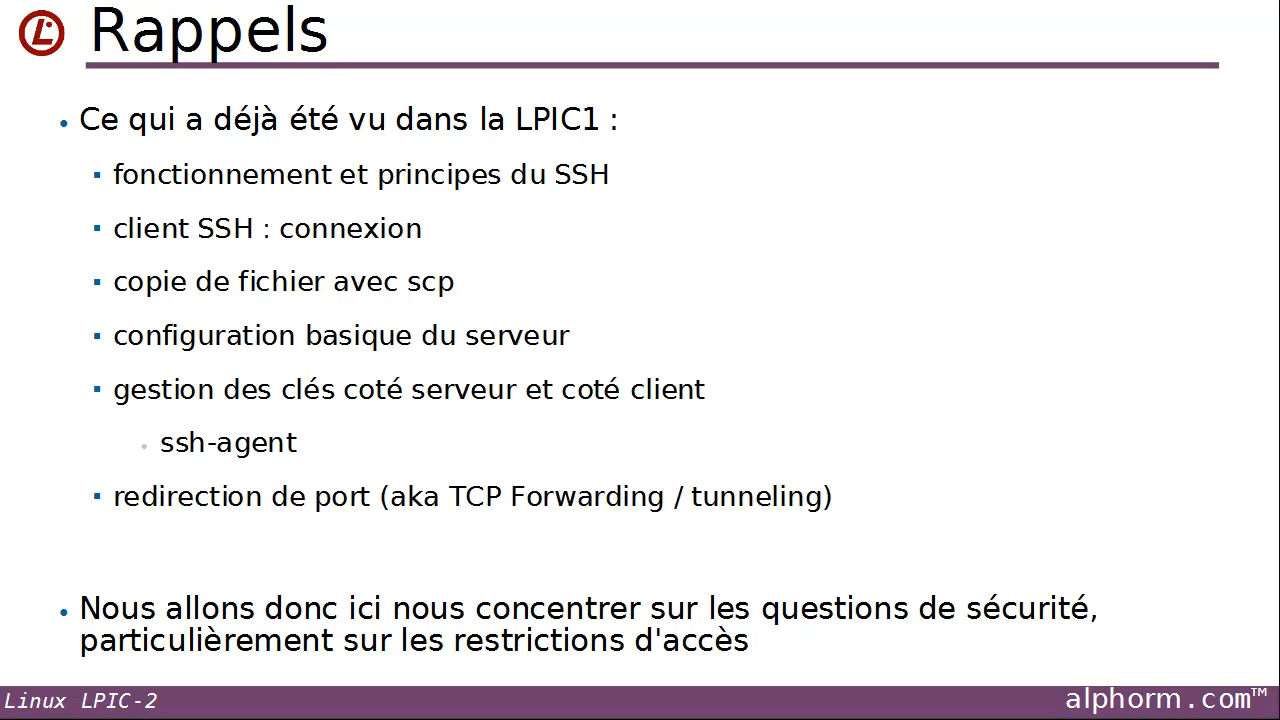 Rappels
Ce qui a déjà été vu dans la LPIC1 :
fonctionnement et principes du SSH
client SSH : connexion
copie de fichier avec scp
configuration basique du serveur
gestion des clés coté serveur et coté client
ssh-agent
redirection de port (aka TCP Forwarding / tunneling)
Nous allons donc ici nous concentrer sur les questions de sécurité,
particulièrement sur les restrictions d'accès
Linux LPIC-2
alphorm.com™